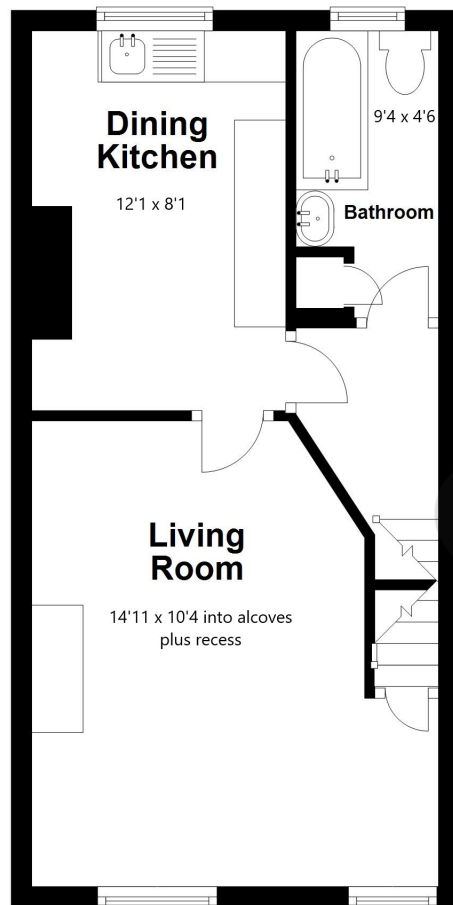 Dining
Kitchen
12'1 x 8'1
9'4 x 4'6
Bathroom
Living
Room
14'11 x 10'4 into alcoves
plus recess